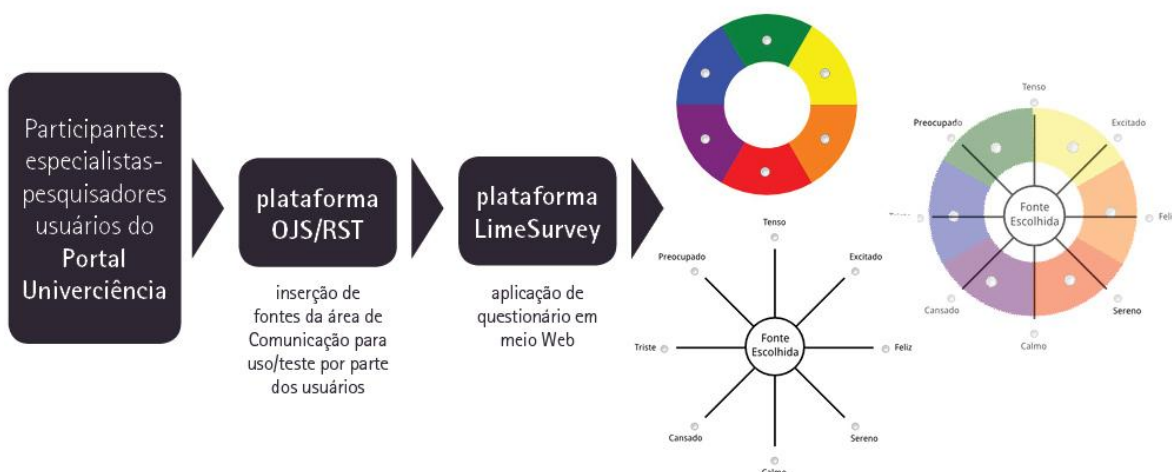 Participantes:
especialistas-
pesquisadores
usuários do
Portal
Univerciência
plataforma
OJS/RST
inserção de
fontes da área de
Comunicação para
uso/teste por parte
dos usuários
plataforma
LimeSurvey
aplicação de
questionário em
meio Web
Tenso
Preocupado
Excitado
Triste
Fonte
Escolhida
Feliz
Cansado
Sereno
Calmo
Tenso
Preocupado
Excitado
Fonte
Escolhida
Feliz
Cansado
Sereno
Calmo